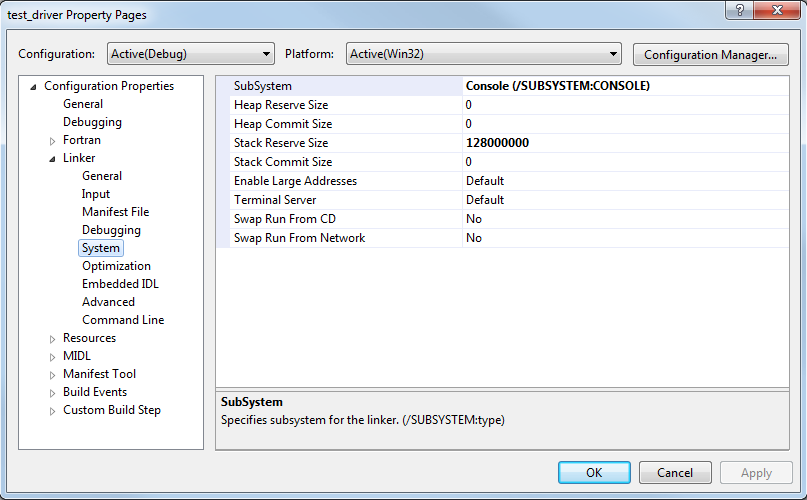 test_driver Property Pages
Configuration: Active(Debug) Platform: Active(Win32) Configuration Manager...
Configuration Properties
General
Debugging
Fortran
Linker
General
Input
Manifest File
Debugging
System
Optimization
Embedded IDL
Advanced
Command Line
Resources
MIDL
Manifest Tool
Build Events
Custom Build Step
SubSystem Console (/SUBSYSTEM:CONSOLE)
Heap Reserve Size 0
Heap Commit Size 0
Stack Reserve Size 128000000
Stack Commit Size 0
Enable Large Addresses Default
Terminal Server Default
Swap Run From CD No
Swap Run From Network No
SubSystem
Specifies subsystem for the linker. (/SUBSYSTEM:type)
OK Cancel Apply